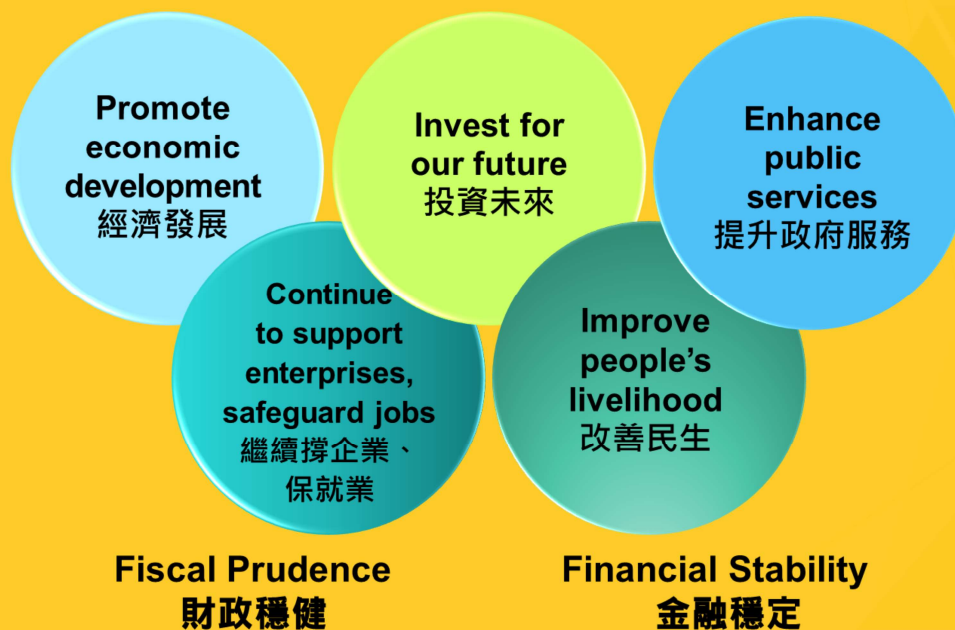 Promote
economic
development
經濟發展
Invest for
our future
投資未來
Enhance
public
services
提升政府服務
Continue
to support
enterprises,
safeguard jobs
繼續撐企業、
保就業
Improve
people’s
livelihood
改善民生
Fiscal Prudence
財政穩健
Financial Stability
金融穩定